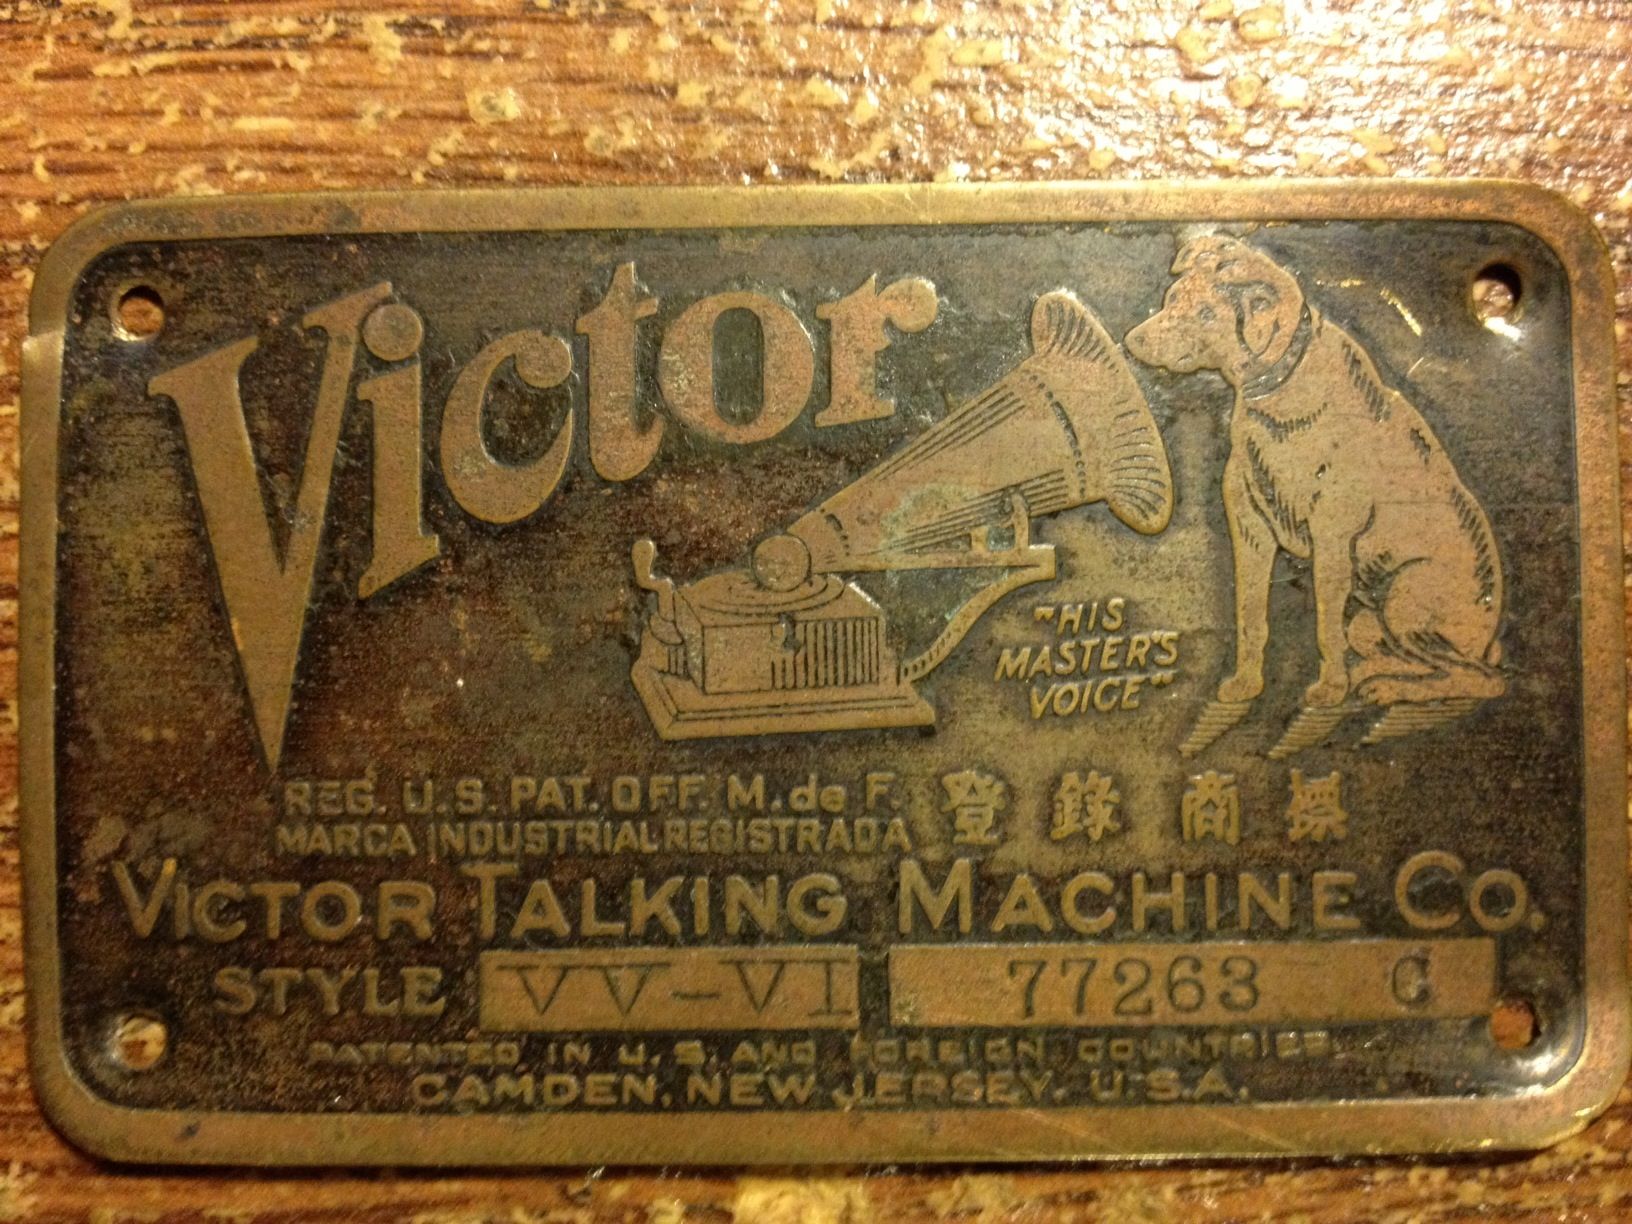 Victor
"HIS
MASTER'S
VOICE"
REG. U.S. PAT. OFF. M. de F.
MARCA INDUSTRIAL REGISTRADA
登錄商標
VICTOR TALKING MACHINE CO.
STYLE VV-VI 77263 C
PATENTED IN U.S. AND FOREIGN COUNTRIES
CAMDEN, NEW JERSEY, U.S.A.